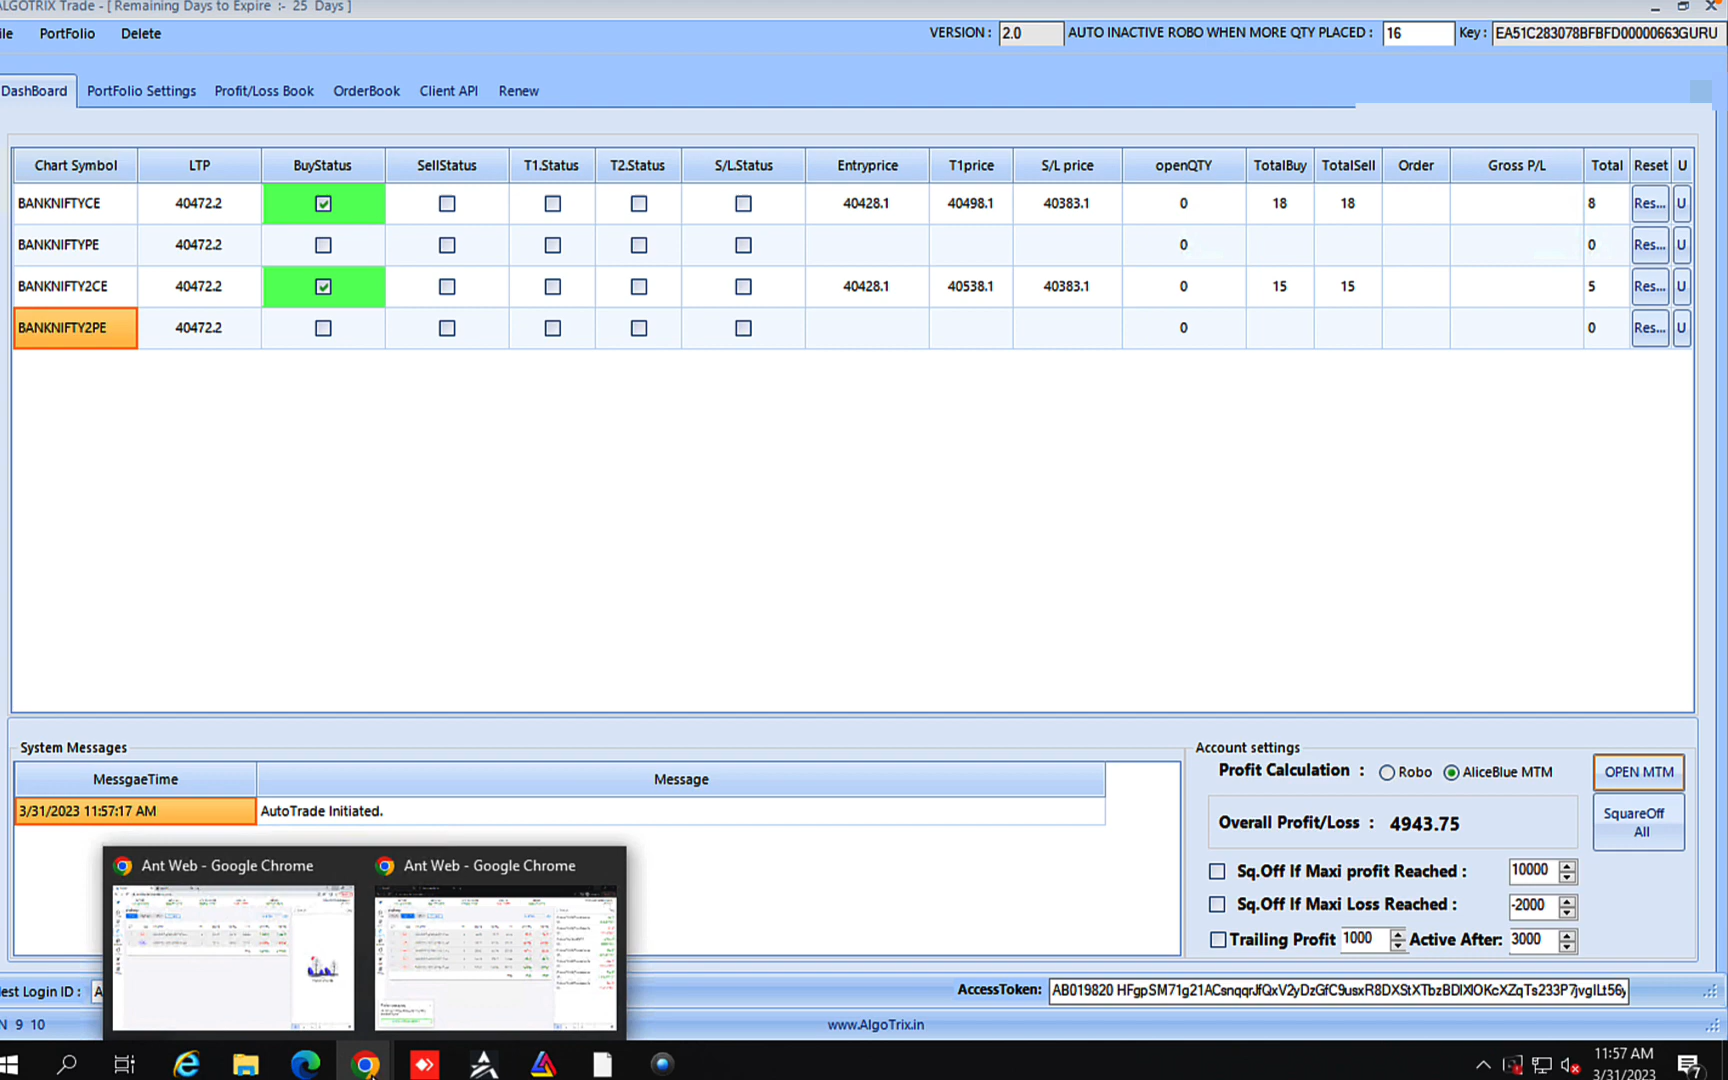 ALGOTRIX Trade - [ Remaining Days to Expire :- 25 Days ]
ile PortFolio Delete
VERSION : 2.0 AUTO INACTIVE ROBO WHEN MORE QTY PLACED : 16 Key : EA51C283078BFBFD00000663GURU
DashBoard PortFolio Settings Profit/Loss Book OrderBook Client API Renew
Chart Symbol LTP BuyStatus SellStatus T1.Status T2.Status S/L.Status Entryprice T1price S/L price openQTY TotalBuy TotalSell Order Gross P/L Total Reset U
BANKNIFTYCE 40472.2 40428.1 40498.1 40383.1 0 18 18 8 Res... U
BANKNIFTYPE 40472.2 0 0 Res... U
BANKNIFTY2CE 40472.2 40428.1 40538.1 40383.1 0 15 15 5 Res... U
BANKNIFTY2PE 40472.2 0 0 Res... U
System Messages
MessgaeTime Message
3/31/2023 11:57:17 AM AutoTrade Initiated.
Account settings
Profit Calculation : Robo AliceBlue MTM OPEN MTM
Overall Profit/Loss : 4943.75
SquareOff All
Sq.Off If Maxi profit Reached : 10000
Sq.Off If Maxi Loss Reached : -2000
Trailing Profit 1000 Active After: 3000
Ant Web - Google Chrome Ant Web - Google Chrome
est Login ID : A
AccessToken: AB019820 HFgpSM71g21ACsnqqrJfQxV2yDzGfC9usxR8DXStXTbzBDIXlOKcXZqTs233P7jvgILt56y
N 9 10 www.AlgoTrix.in
11:57 AM
3/31/2023
7